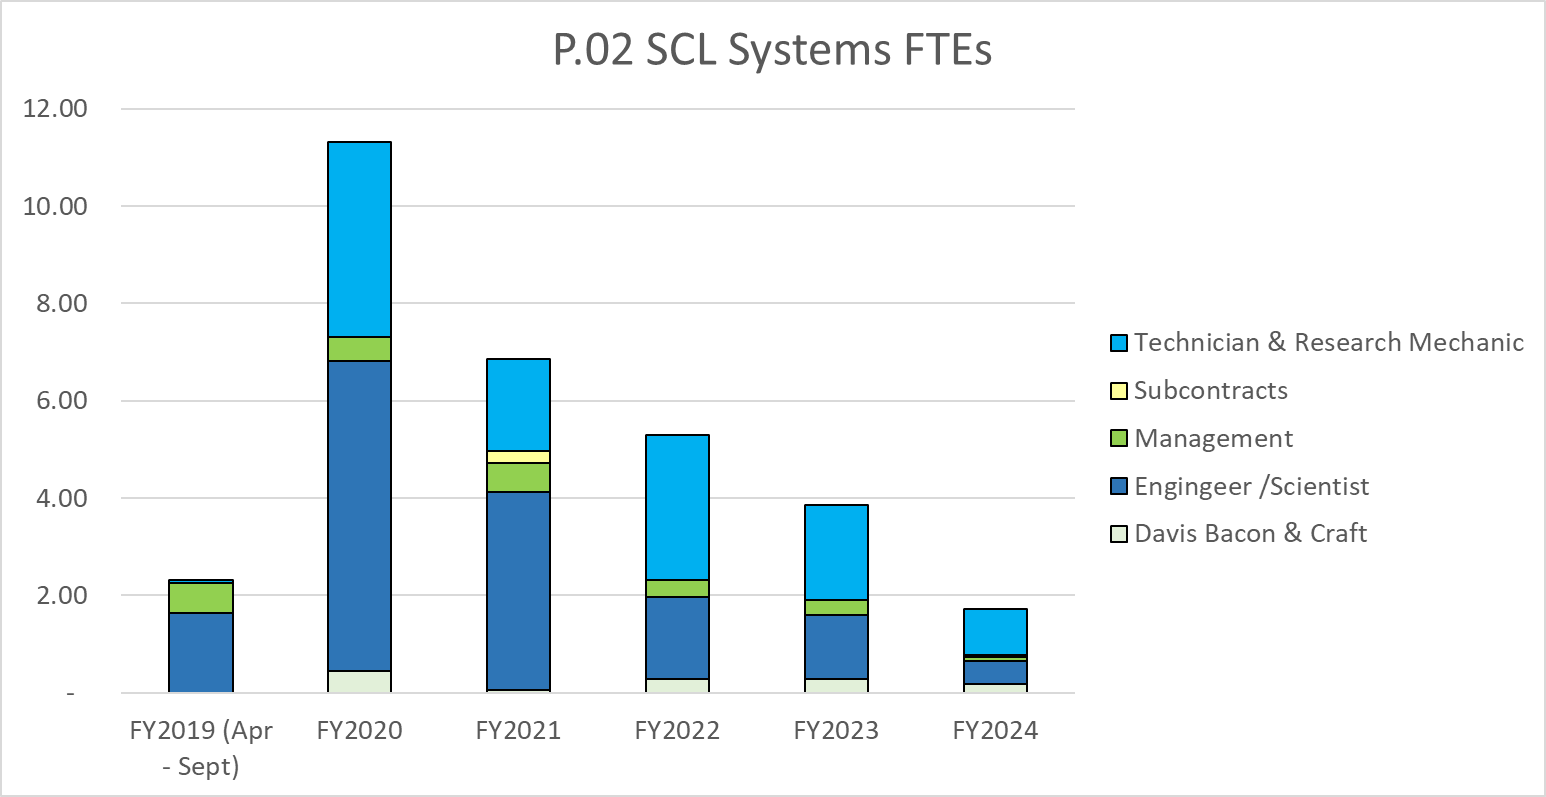 P.02 SCL Systems FTEs
12.00
10.00
8.00
6.00
4.00
2.00
-
FY2019 (Apr
- Sept)
FY2020
FY2021
FY2022
FY2023
FY2024
Technician & Research Mechanic
Subcontracts
Management
Engingeer /Scientist
Davis Bacon & Craft